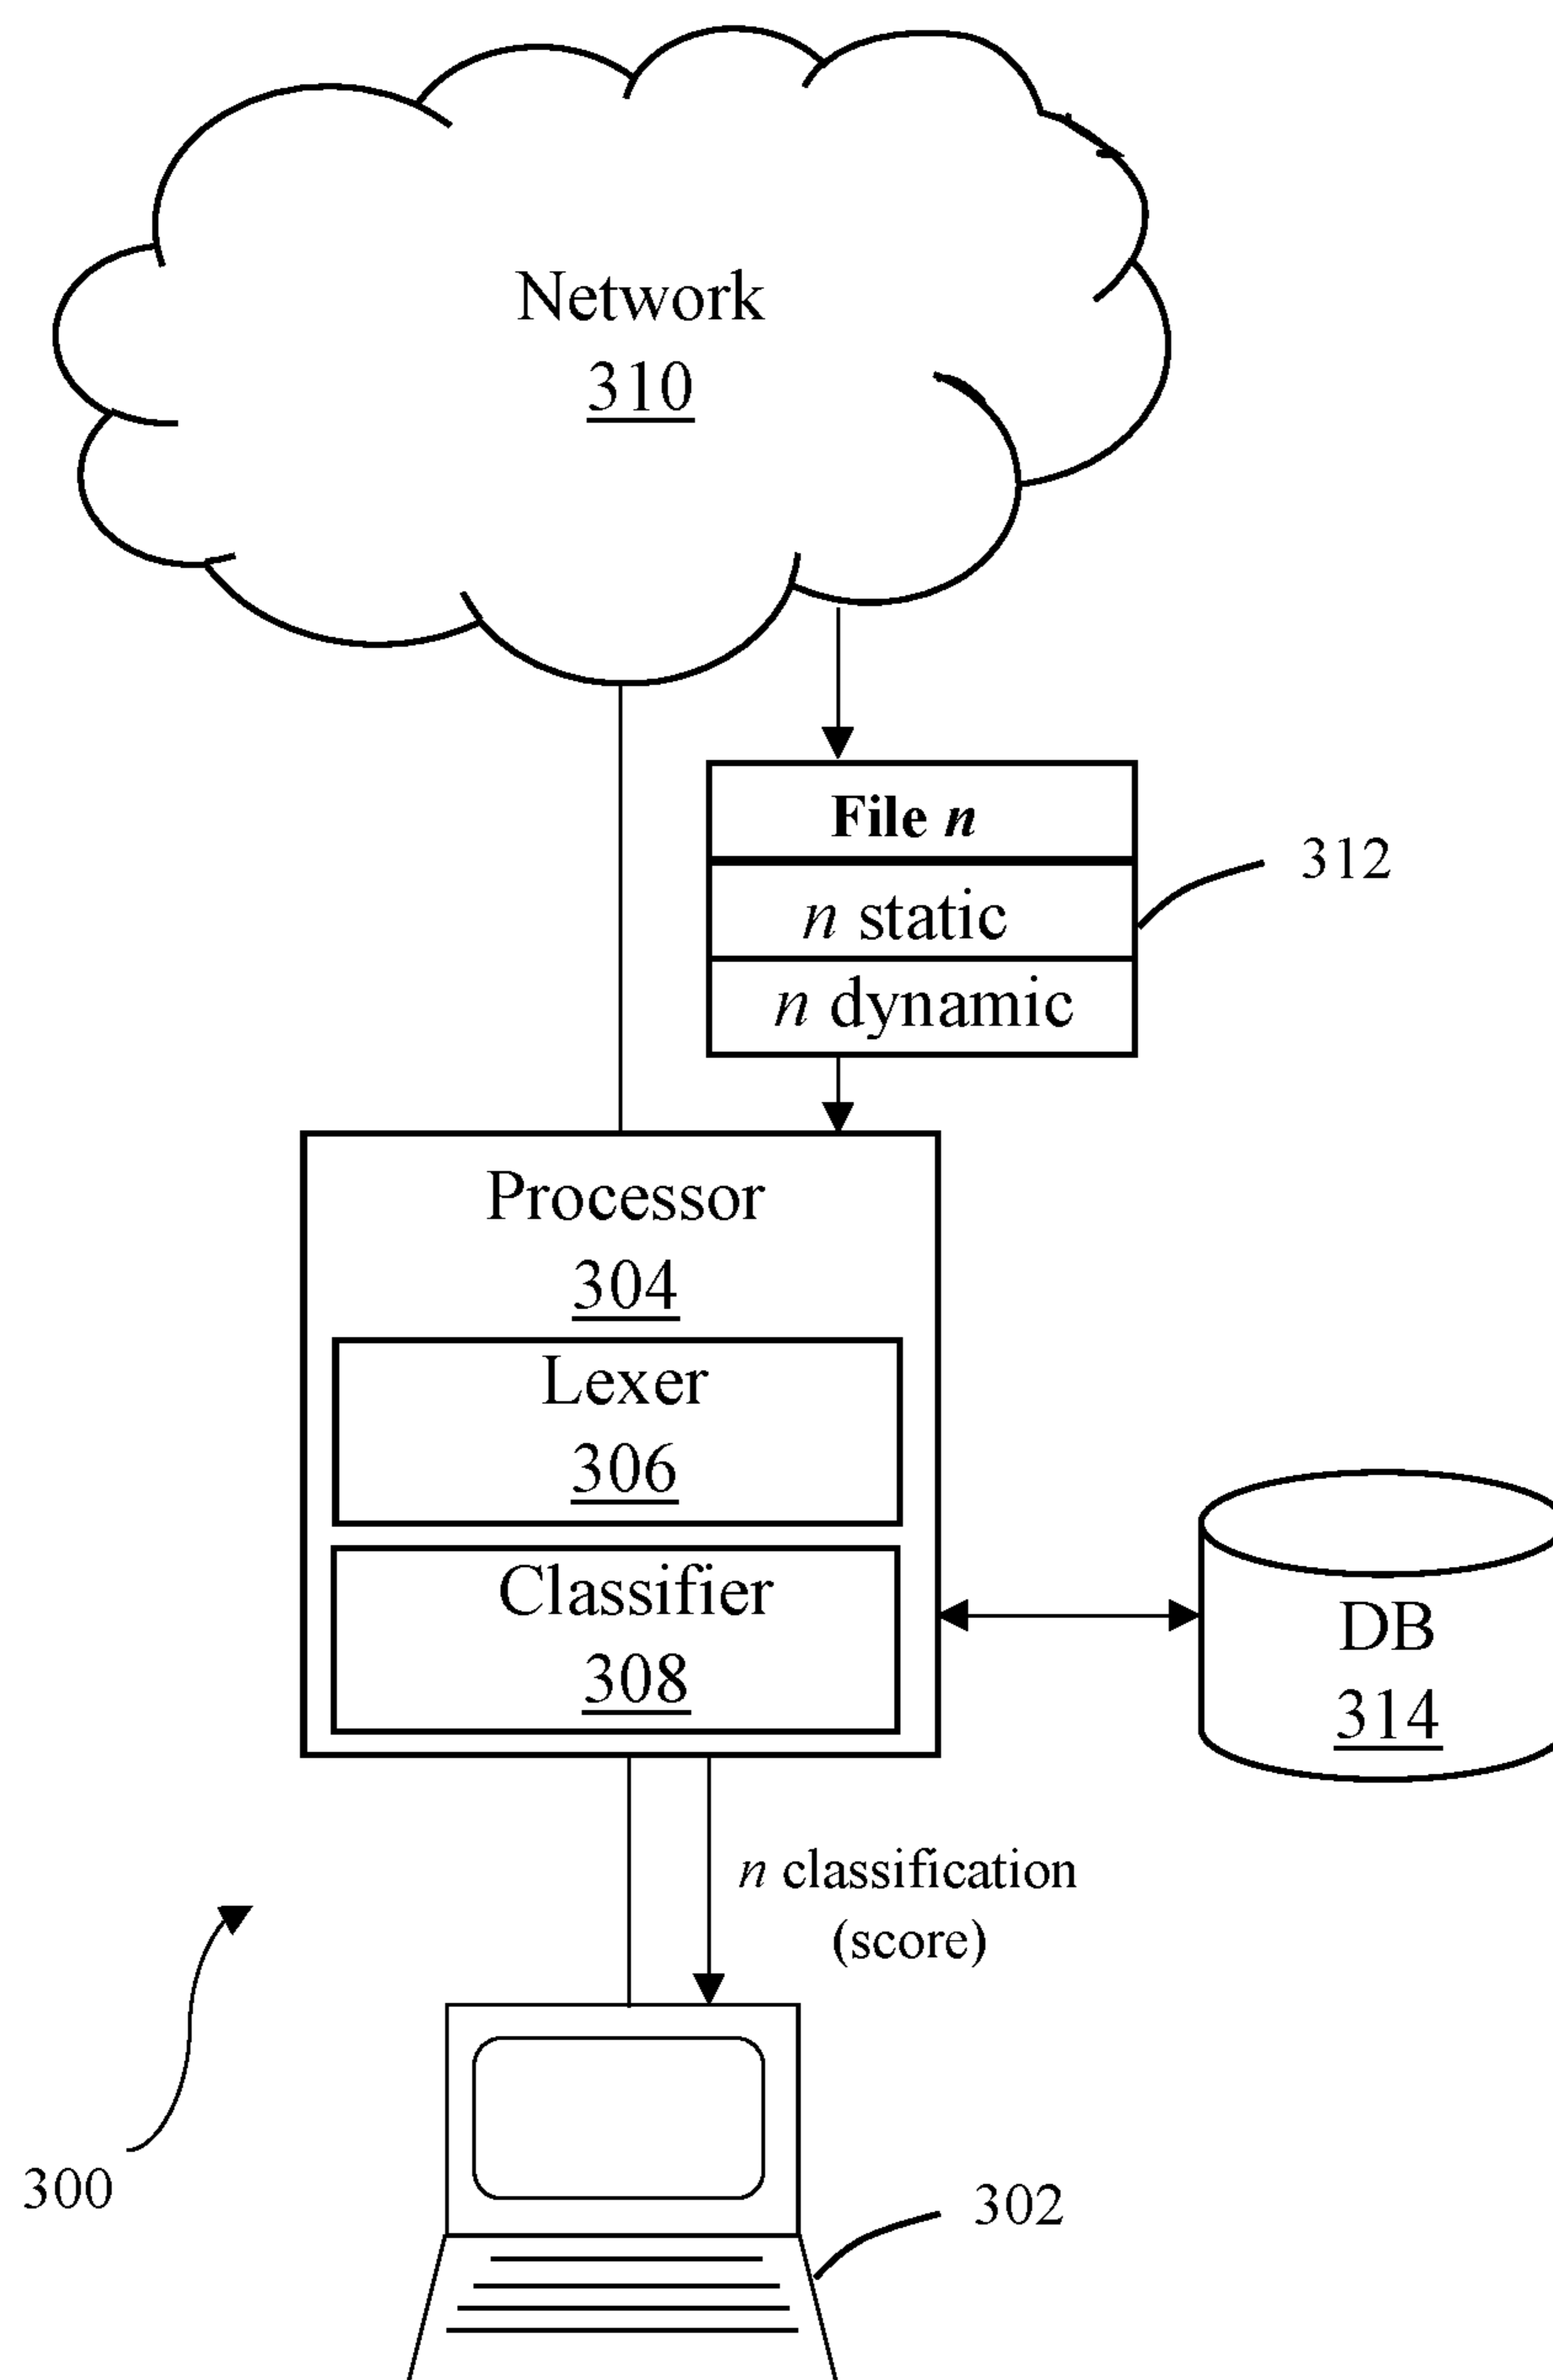 Network
310
File n
n static
n dynamic
312
Processor
304
Lexer
306
Classifier
308
DB
314
n classification
(score)
300
302